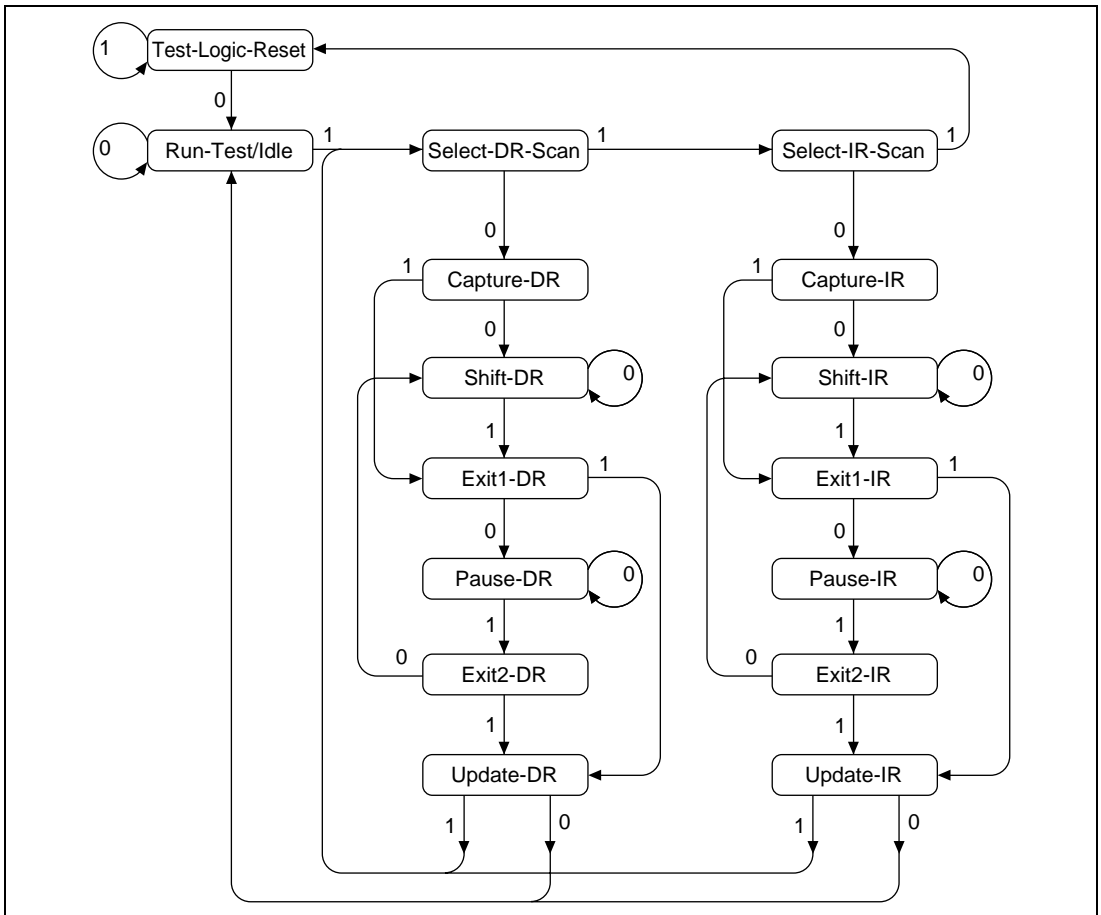 1 Test-Logic-Reset
0
0 Run-Test/Idle 1 Select-DR-Scan 1 Select-IR-Scan 1
0 0
1 Capture-DR 1 Capture-IR
0 0
Shift-DR 0 Shift-IR 0
1 1
Exit1-DR 1 Exit1-IR 1
0 0
Pause-DR 0 Pause-IR 0
1 1
0 Exit2-DR 0 Exit2-IR
1 1
Update-DR Update-IR
1 0 1 0